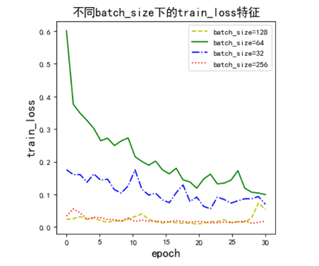 不同batch_size下的train_loss特征
batch_size=128
batch_size=64
batch_size=32
batch_size=256
train_loss
0.6
0.5
0.4
0.3
0.2
0.1
0.0
0 5 10 15 20 25 30
epoch